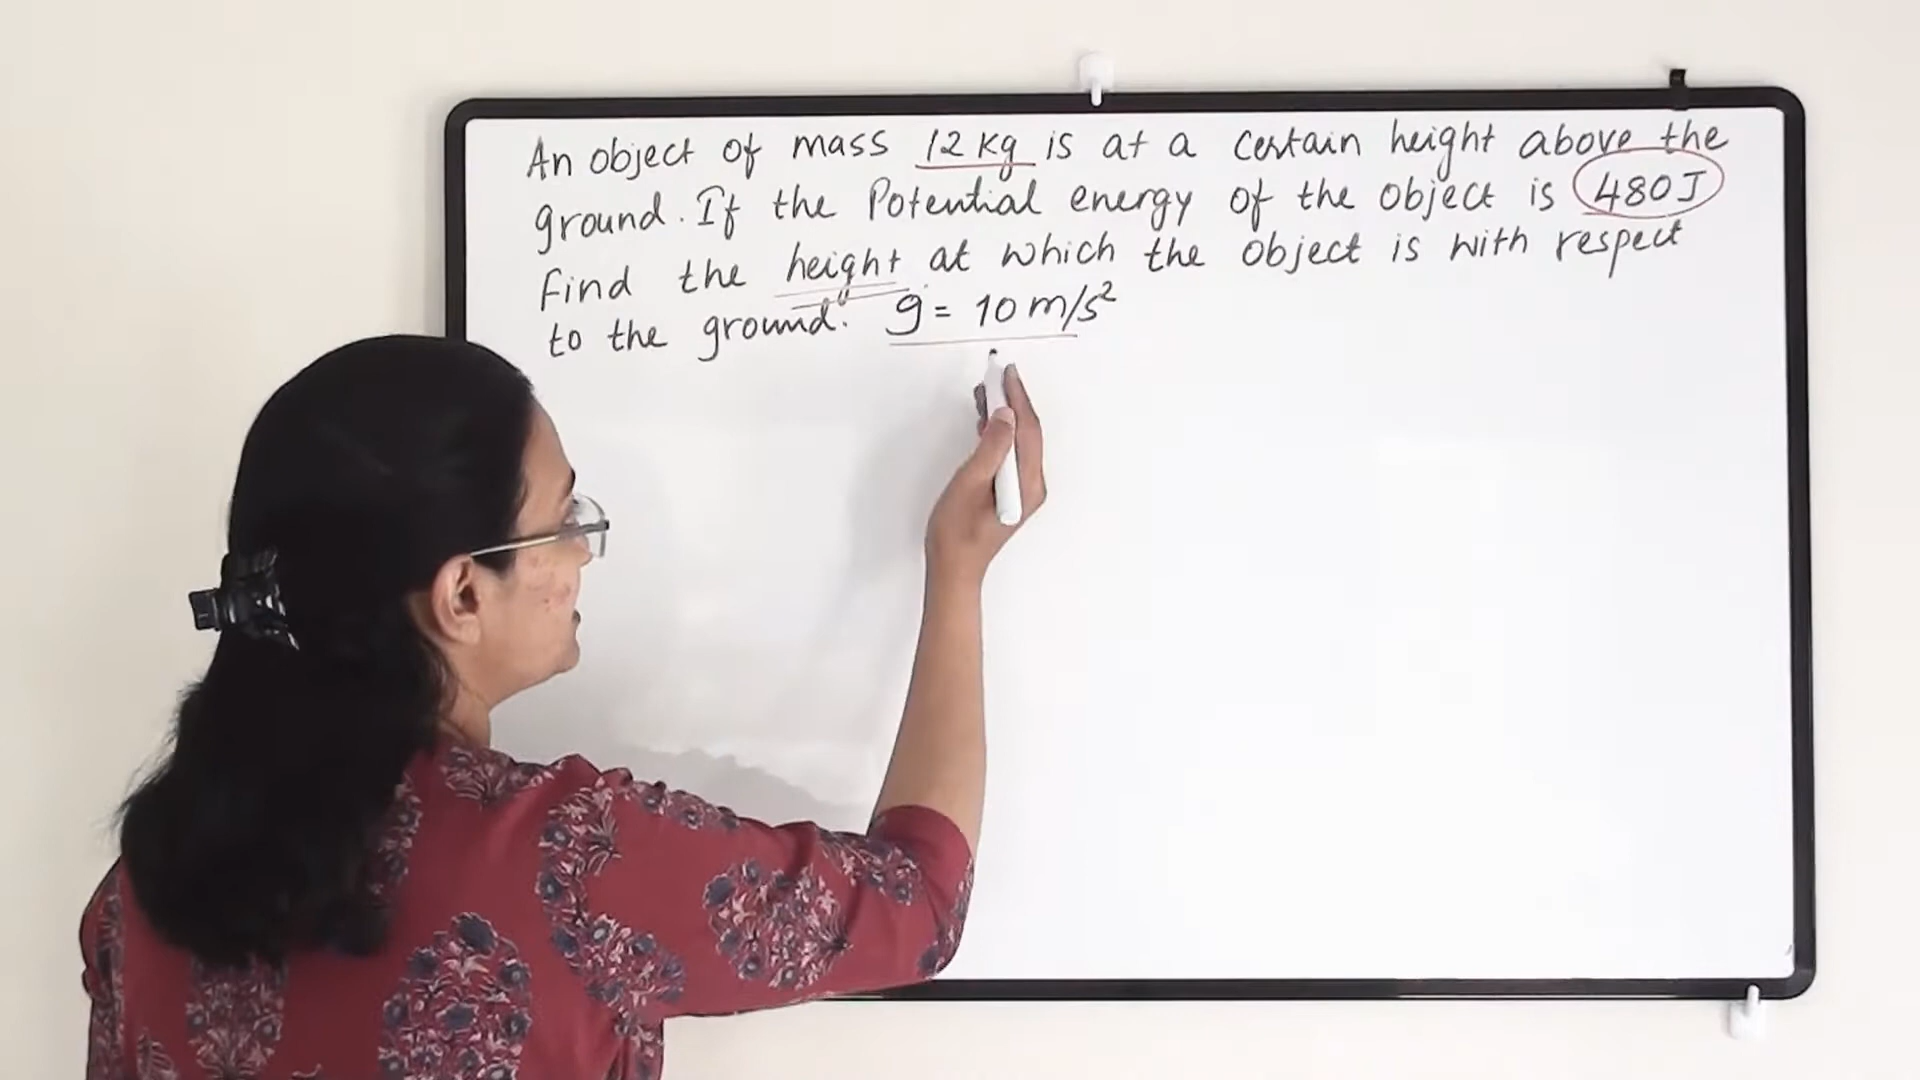 An object of mass 12 kg is at a certain height above the
ground. If the Potential energy of the object is 480J
find the height at which the object is with respect
to the ground. g = 10 m/s²